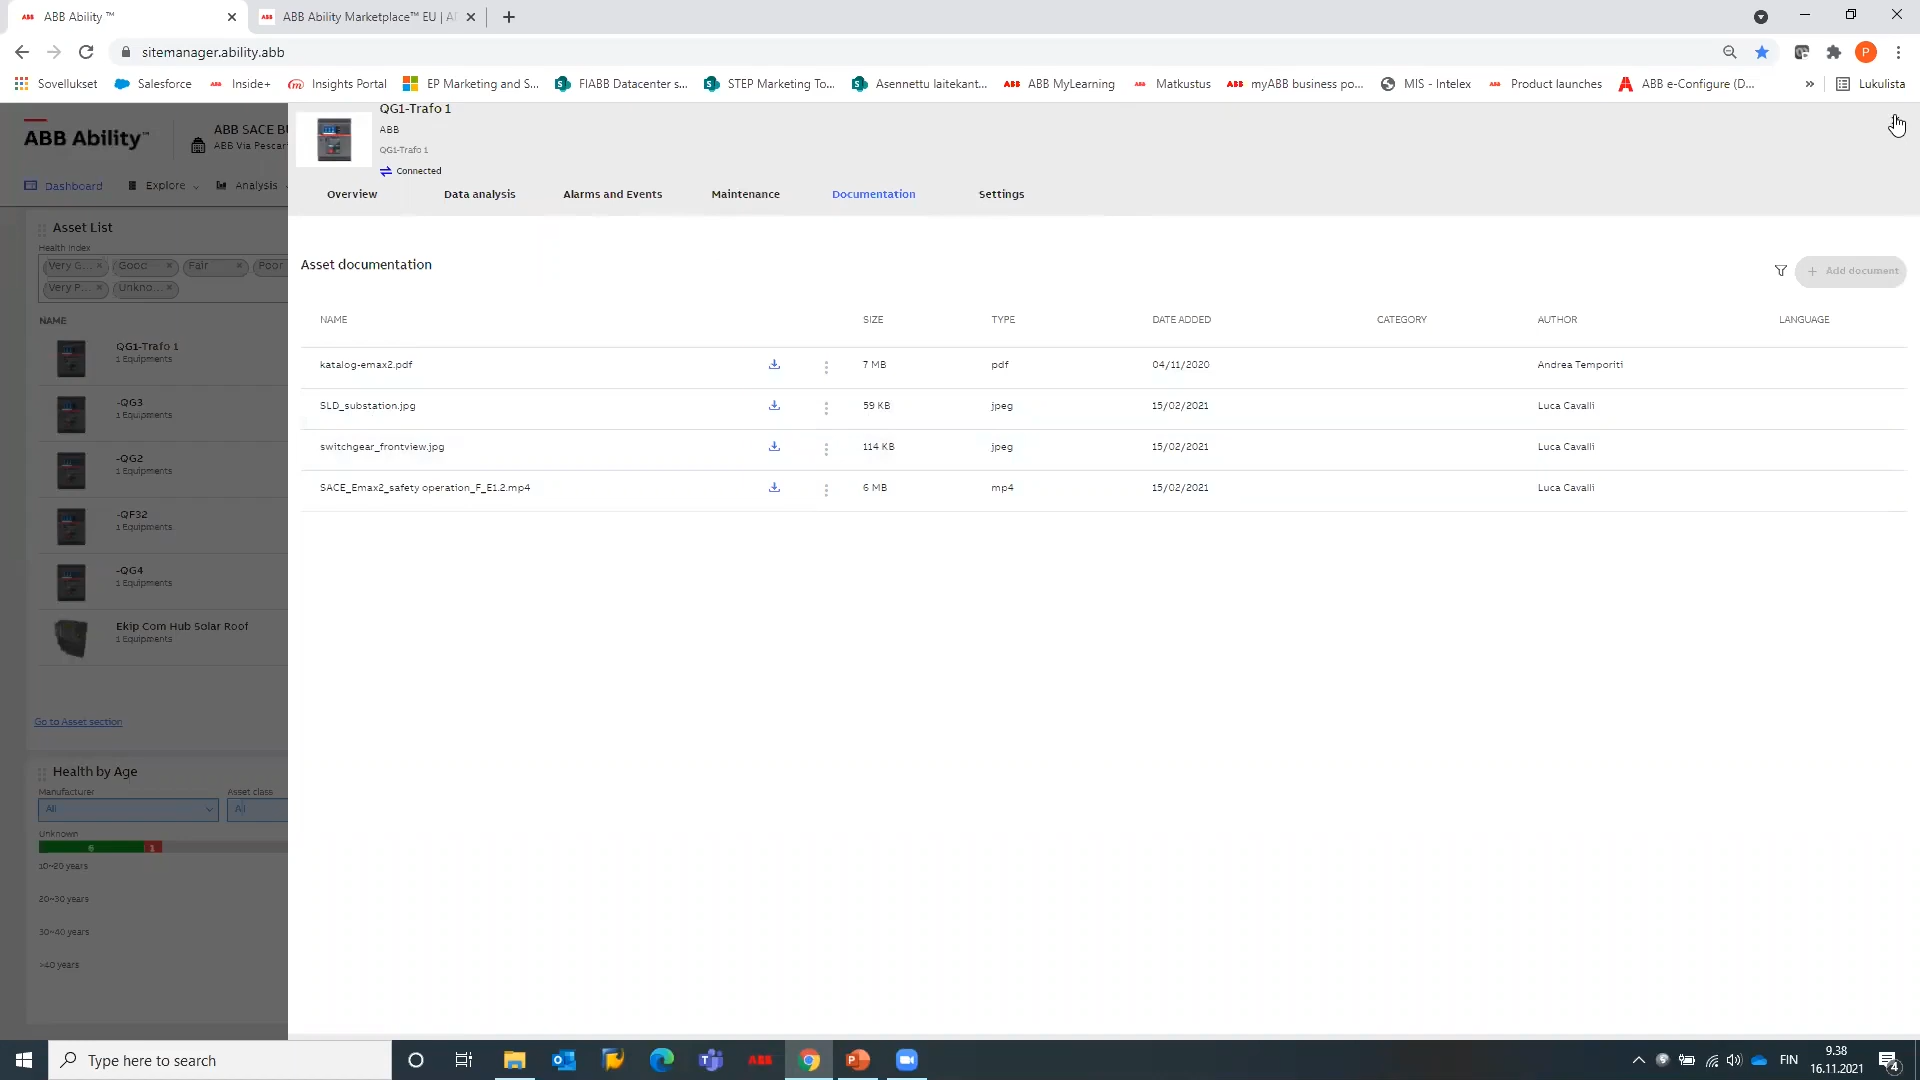 ABB Ability ™
ABB Ability Marketplace™ EU | A
sitemanager.ability.abb
P
Sovellukset
Salesforce
Inside+
Insights Portal
EP Marketing and S...
FIABB Datacenter s...
STEP Marketing To...
Asennettu laitekant...
ABB MyLearning
Matkustus
myABB business po...
MIS - Intelex
Product launches
ABB e-Configure (D...
»
Lukulista
ABB Ability™
ABB SACE BU
ABB Via Pescar
Dashboard
Explore
Analysis
QG1-Trafo 1
ABB
QG1-Trafo 1
Connected
Overview
Data analysis
Alarms and Events
Maintenance
Documentation
Settings
Asset List
Health Index
Very G...
Good
Fair
Poor
Very P...
Unkno...
NAME
QG1-Trafo 1
1 Equipments
-QG3
1 Equipments
-QG2
1 Equipments
-QF32
1 Equipments
-QG4
1 Equipments
Ekip Com Hub Solar Roof
1 Equipments
Go to Asset section
Health by Age
Manufacturer
Asset class
All
All
Unknown
6
1
10~20 years
20~30 years
30~40 years
>40 years
Asset documentation
+ Add document
NAME SIZE TYPE DATE ADDED CATEGORY AUTHOR LANGUAGE
katalog-emax2.pdf 7 MB pdf 04/11/2020 Andrea Temporiti
SLD_substation.jpg 59 KB jpeg 15/02/2021 Luca Cavalli
switchgear_frontview.jpg 114 KB jpeg 15/02/2021 Luca Cavalli
SACE_Emax2_safety operation_F_E1.2.mp4 6 MB mp4 15/02/2021 Luca Cavalli
Type here to search
ABB
FIN
9.38
16.11.2021
4